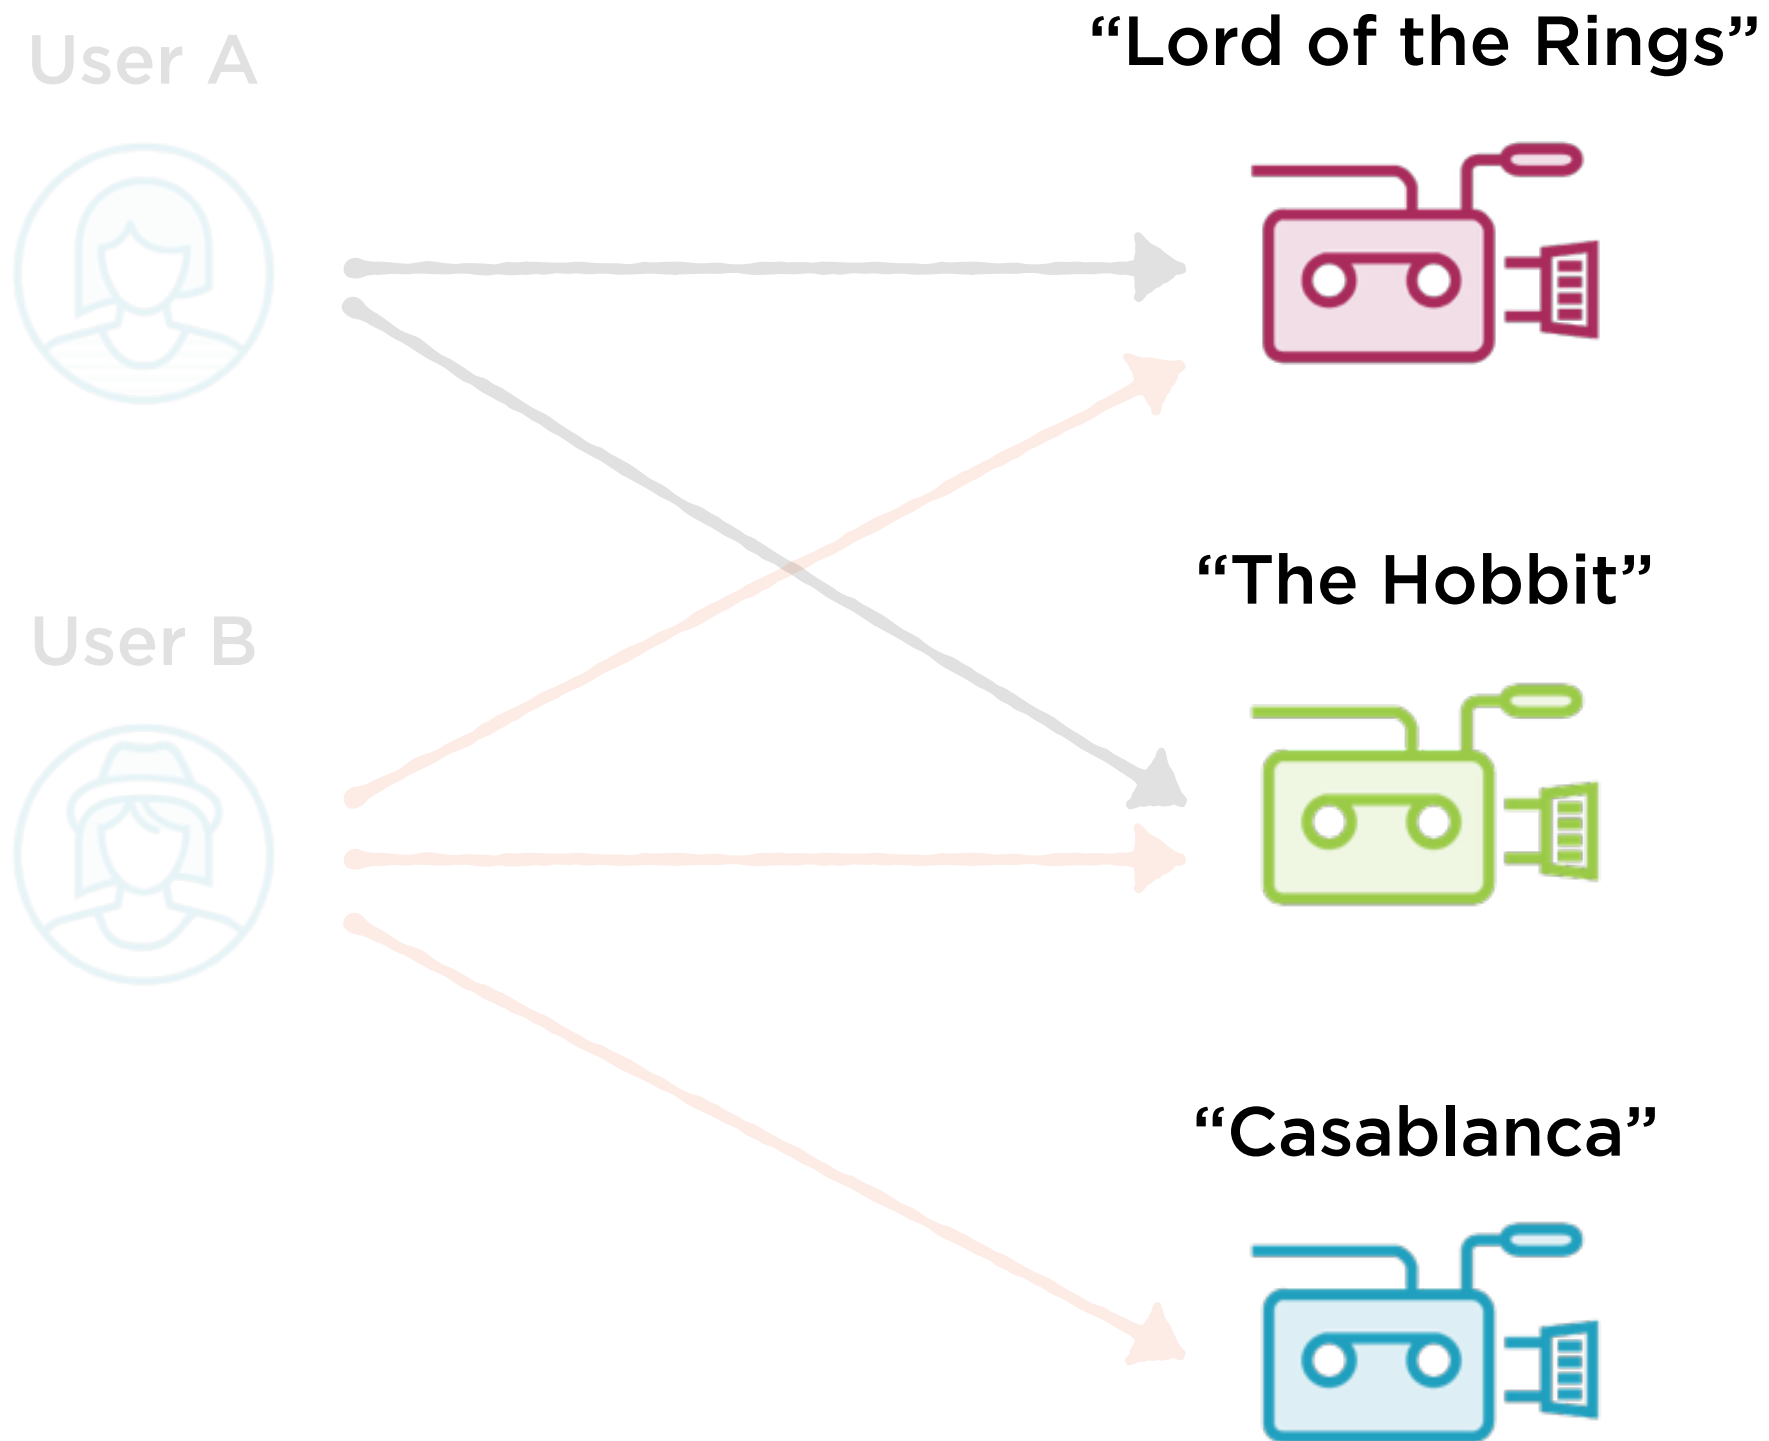 User A
“Lord of the Rings”
“The Hobbit”
User B
“Casablanca”